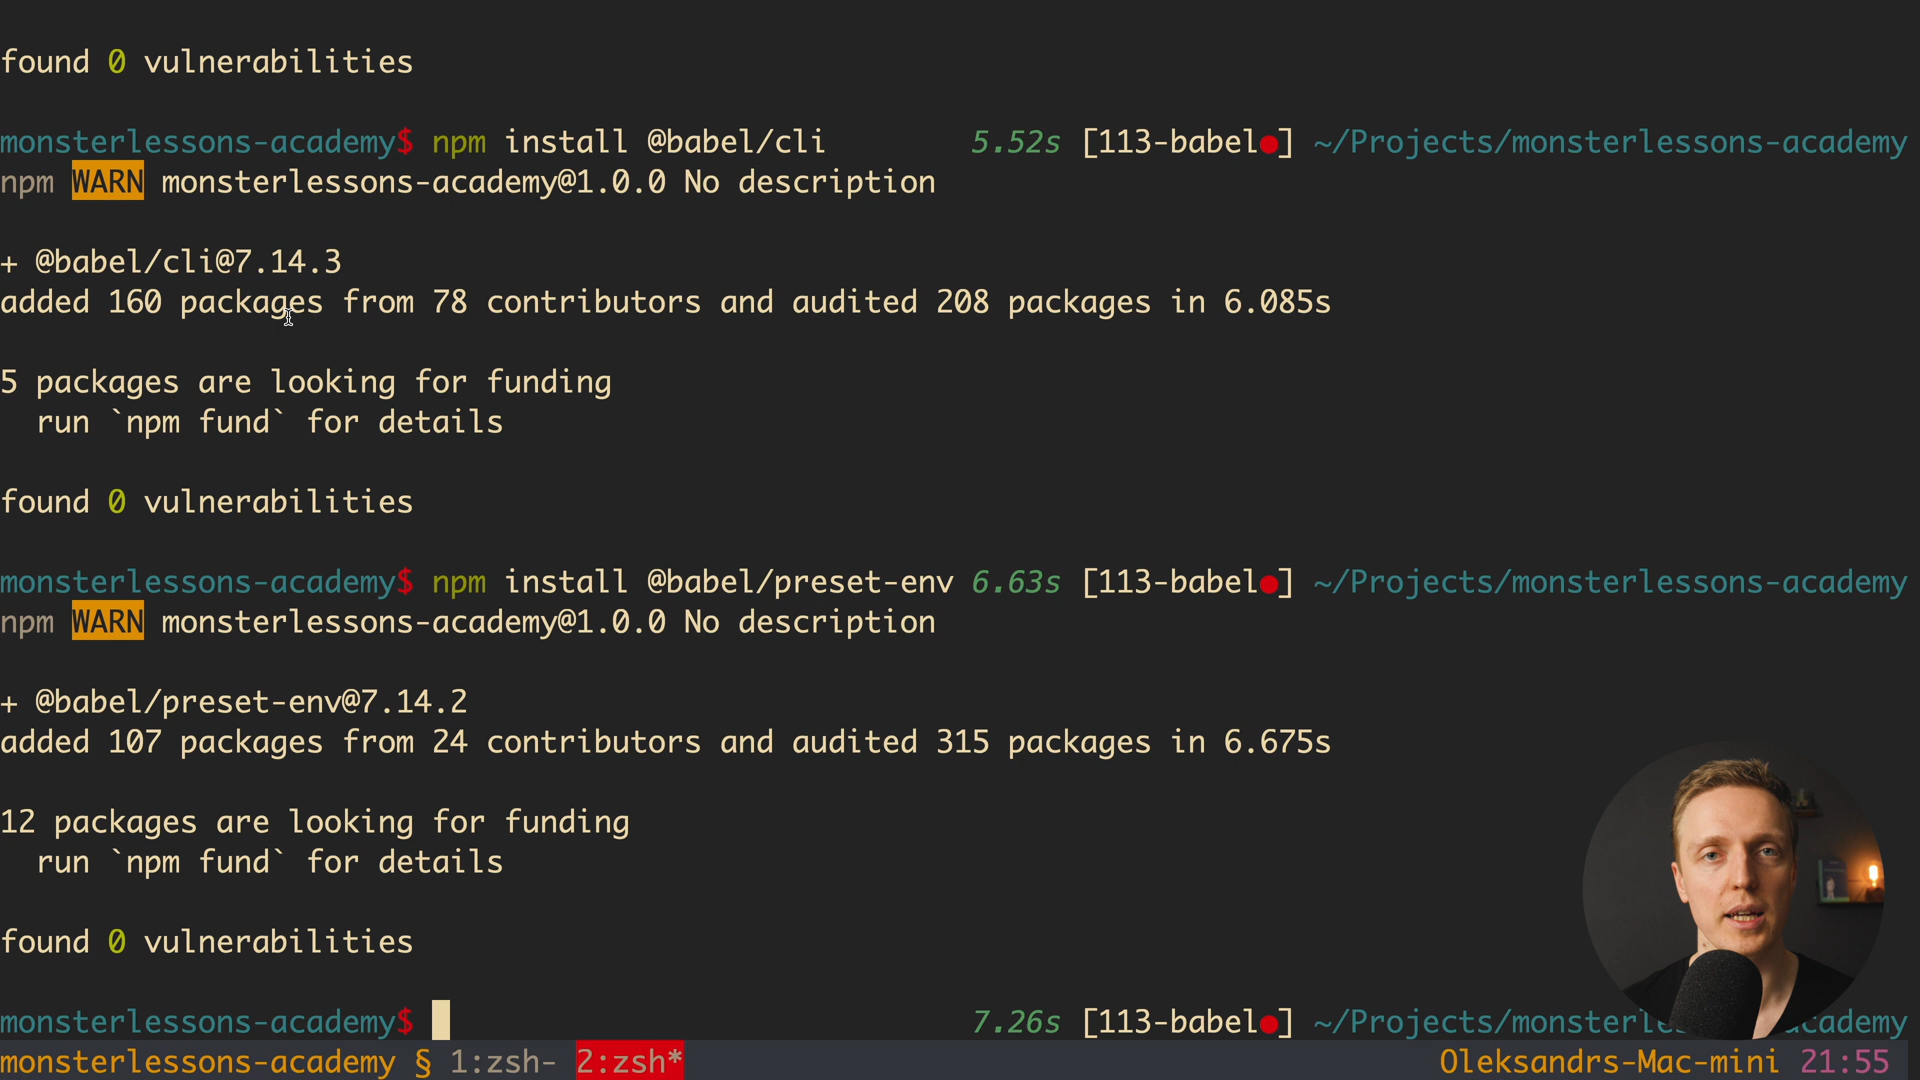 found 0 vulnerabilities
monsterlessons-academy$ npm install @babel/cli 5.52s [113-babel●] ~/Projects/monsterlessons-academy
npm WARN monsterlessons-academy@1.0.0 No description
+ @babel/cli@7.14.3
added 160 packages from 78 contributors and audited 208 packages in 6.085s
5 packages are looking for funding
run `npm fund` for details
found 0 vulnerabilities
monsterlessons-academy$ npm install @babel/preset-env 6.63s [113-babel●] ~/Projects/monsterlessons-academy
npm WARN monsterlessons-academy@1.0.0 No description
+ @babel/preset-env@7.14.2
added 107 packages from 24 contributors and audited 315 packages in 6.675s
12 packages are looking for funding
run `npm fund` for details
found 0 vulnerabilities
monsterlessons-academy$ 7.26s [113-babel●] ~/Projects/monsterle cademy
monsterlessons-academy § 1:zsh- 2:zsh* Oleksandrs-Mac-mini 21:55